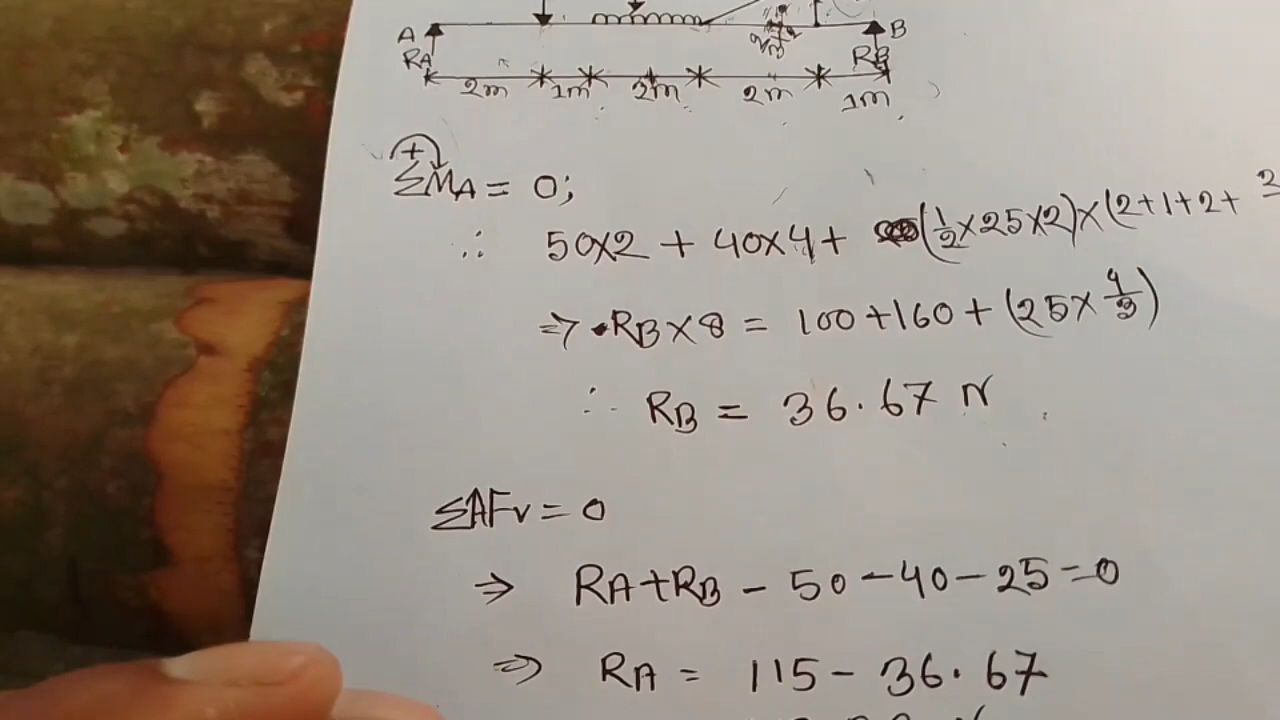 A B
RA RB
2m 1m 2m 2m 1m
+
ΣMA = 0;
∴ 50×2 + 40×4 + (1/2×25×2)×(2+1+2+
⇒ RB×8 = 100+160+(25×4/3)
∴ RB = 36.67 N
ΣFv = 0
⇒ RA+RB - 50 - 40 - 25 = 0
⇒ RA = 115 - 36.67